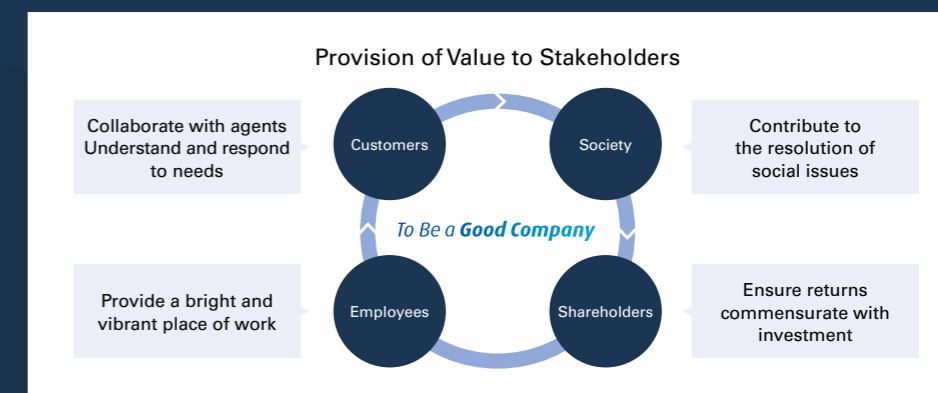 Provision of Value to Stakeholders
Collaborate with agents
Understand and respond
to needs
Customers
Society
Contribute to
the resolution of
social issues
To Be a Good Company
Provide a bright and
vibrant place of work
Employees
Shareholders
Ensure returns
commensurate with
investment